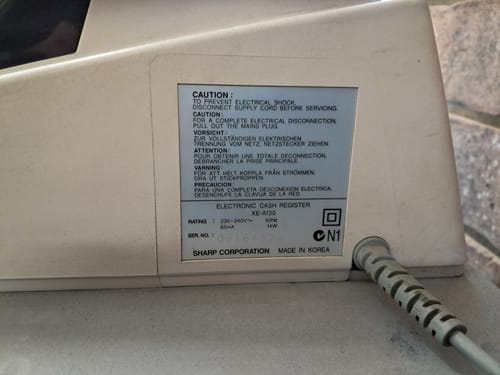 CAUTION :
TO PREVENT ELECTRICAL SHOCK,
DISCONNECT SUPPLY CORD BEFORE SERVICING.
CAUTION:
FOR A COMPLETE ELECTRICAL DISCONNECTION,
PULL OUT THE MAINS PLUG.
VORSICHT:
ZUR VOLLSTÄNDIGEN ELEKTRISCHEN
TRENNUNG VOM NETZ, NETZSTECKER ZIEHEN.
ATTENTION:
POUR OBTENIR UNE TOTALE DECONNECTION,
DEBRANCHER LA PRISE PRINCIPALE.
VARNING:
FÖR ATT HELT KOPPLA FRÅN STRÖMMEN,
DRA UT STICKPROPPEN
PRECAUCION:
PARA UNA COMPLETA DESCONEXION ELECTRICA,
DESENCHUFE LA CLAVIJA DE LA RED.
ELECTRONIC CASH REGISTER
XE-A130
RATING : 230-240V~ 50Hz
65mA 14W
SER. NO. :
N1
SHARP CORPORATION MADE IN KOREA